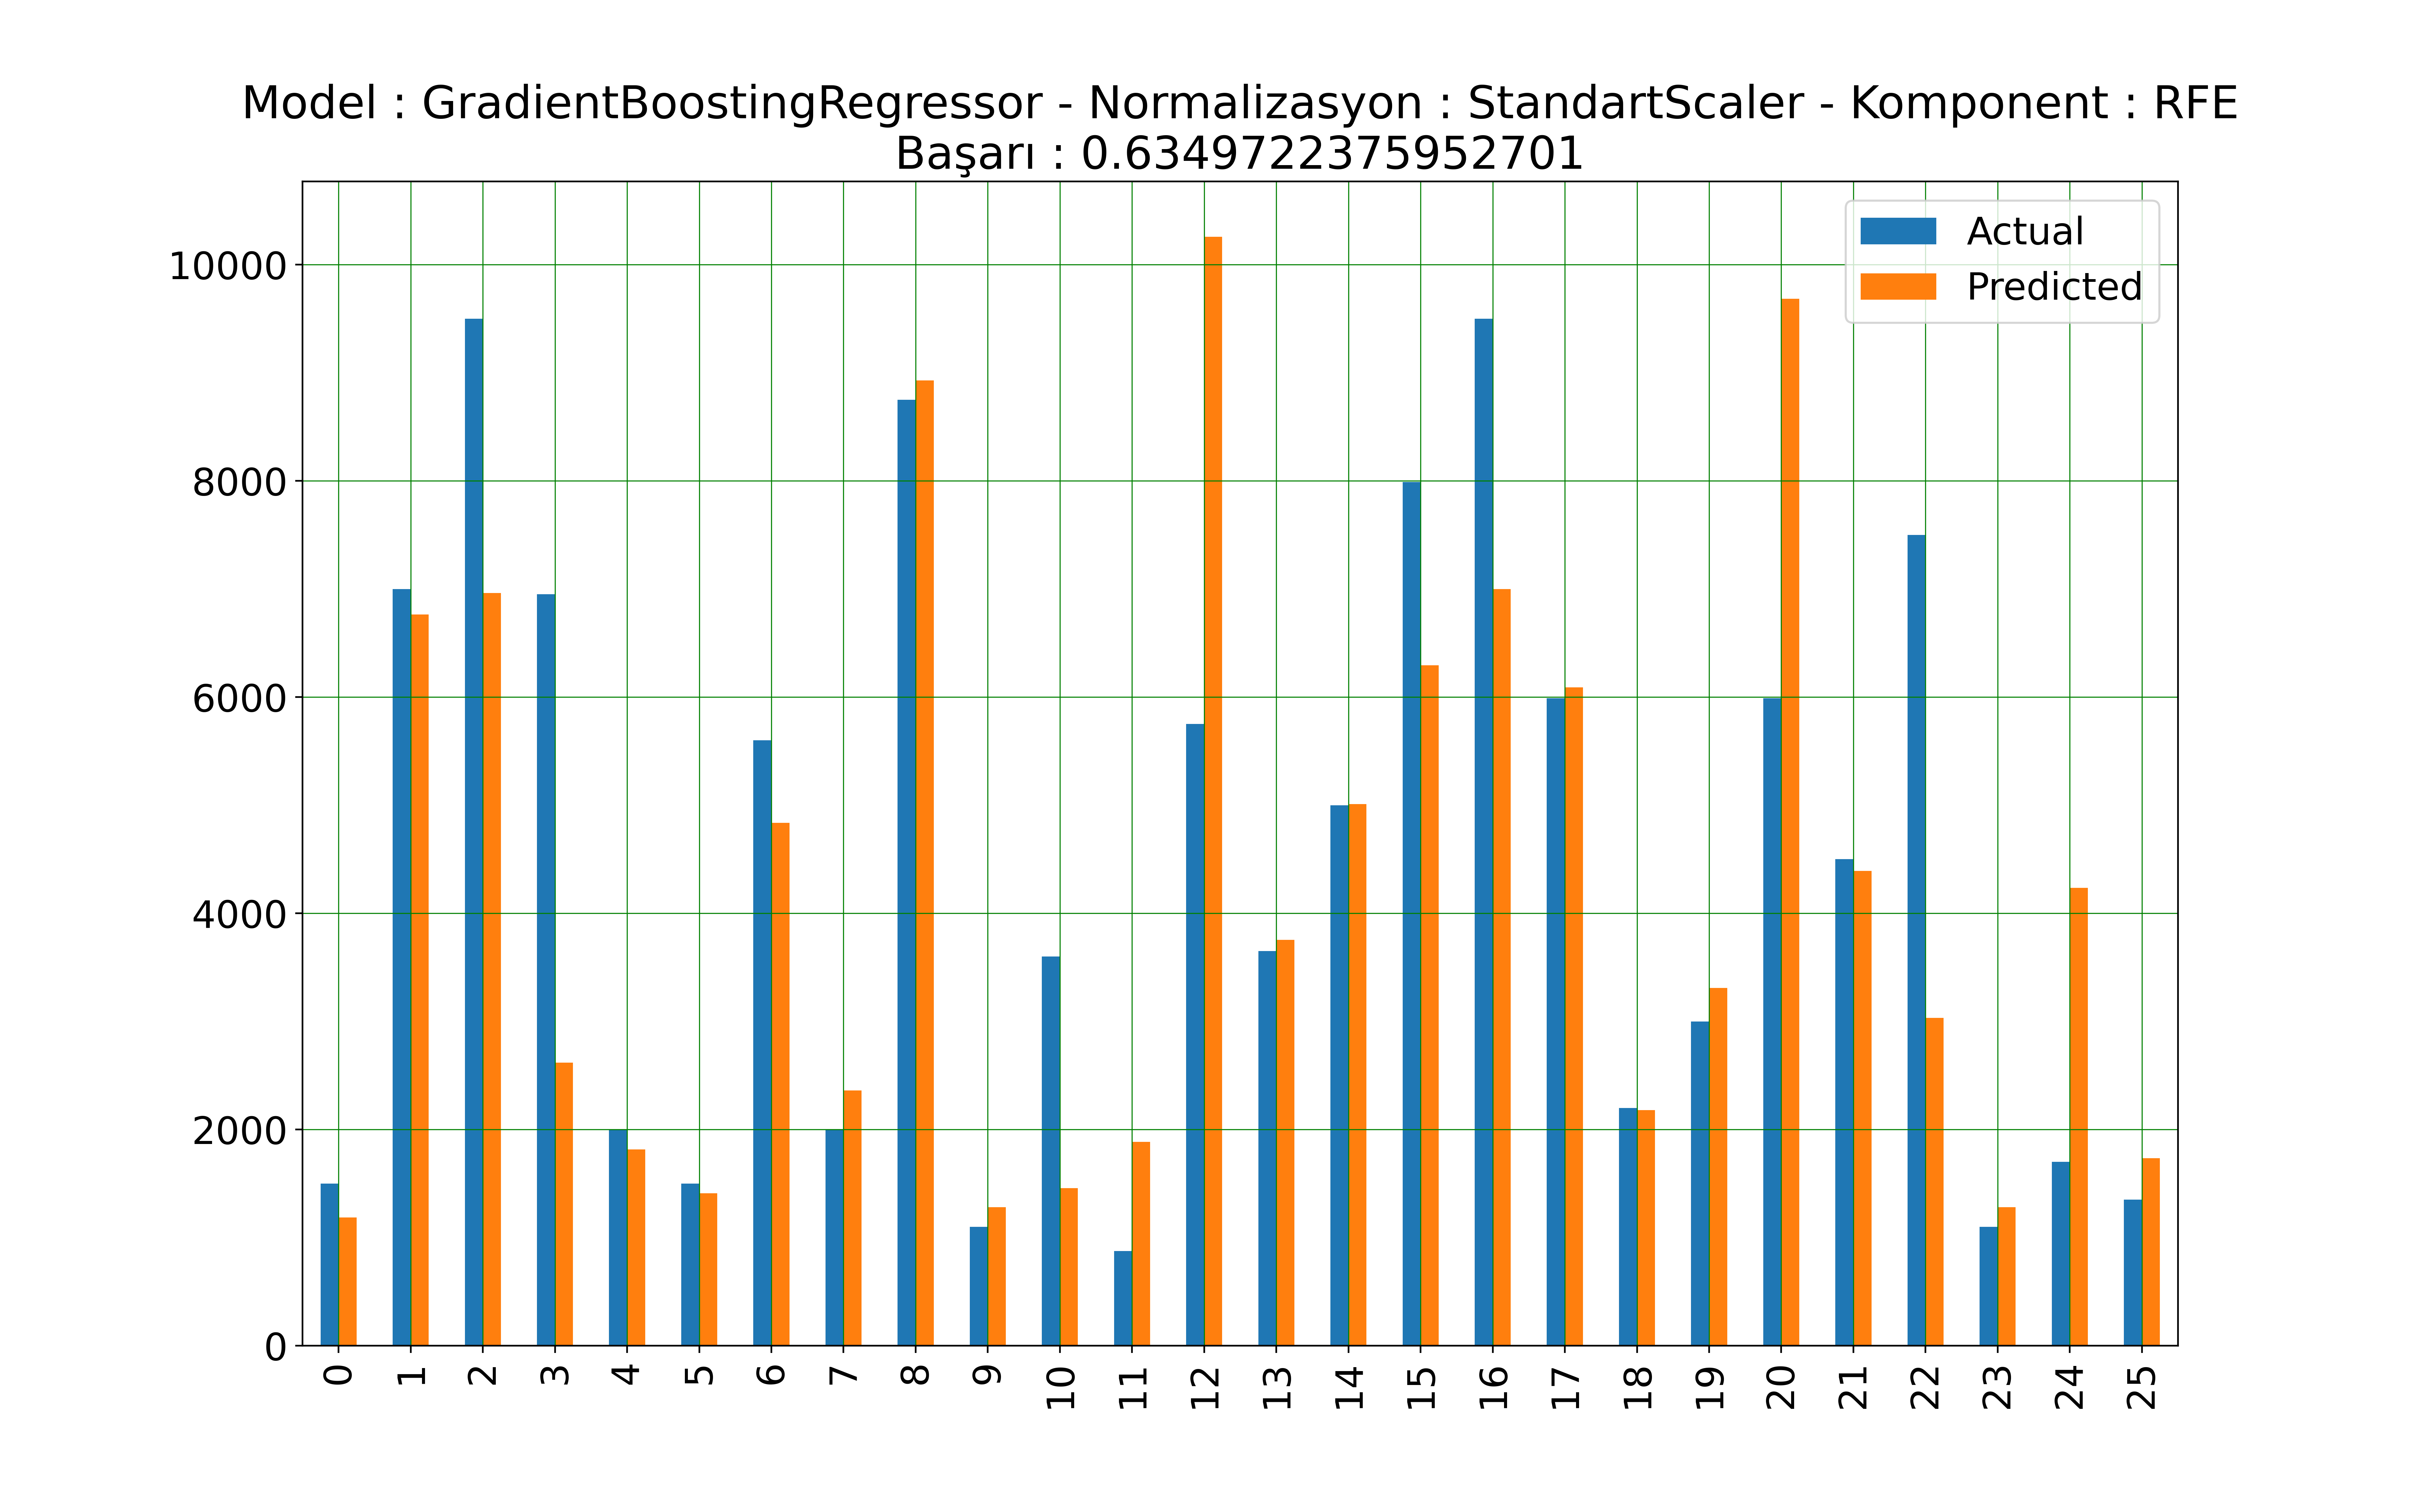 Model : GradientBoostingRegressor - Normalizasyon : StandartScaler - Komponent : RFE
Başarı : 0.6349722375952701
Actual
Predicted
10000
8000
6000
4000
2000
0
0 1 2 3 4 5 6 7 8 9 10 11 12 13 14 15 16 17 18 19 20 21 22 23 24 25